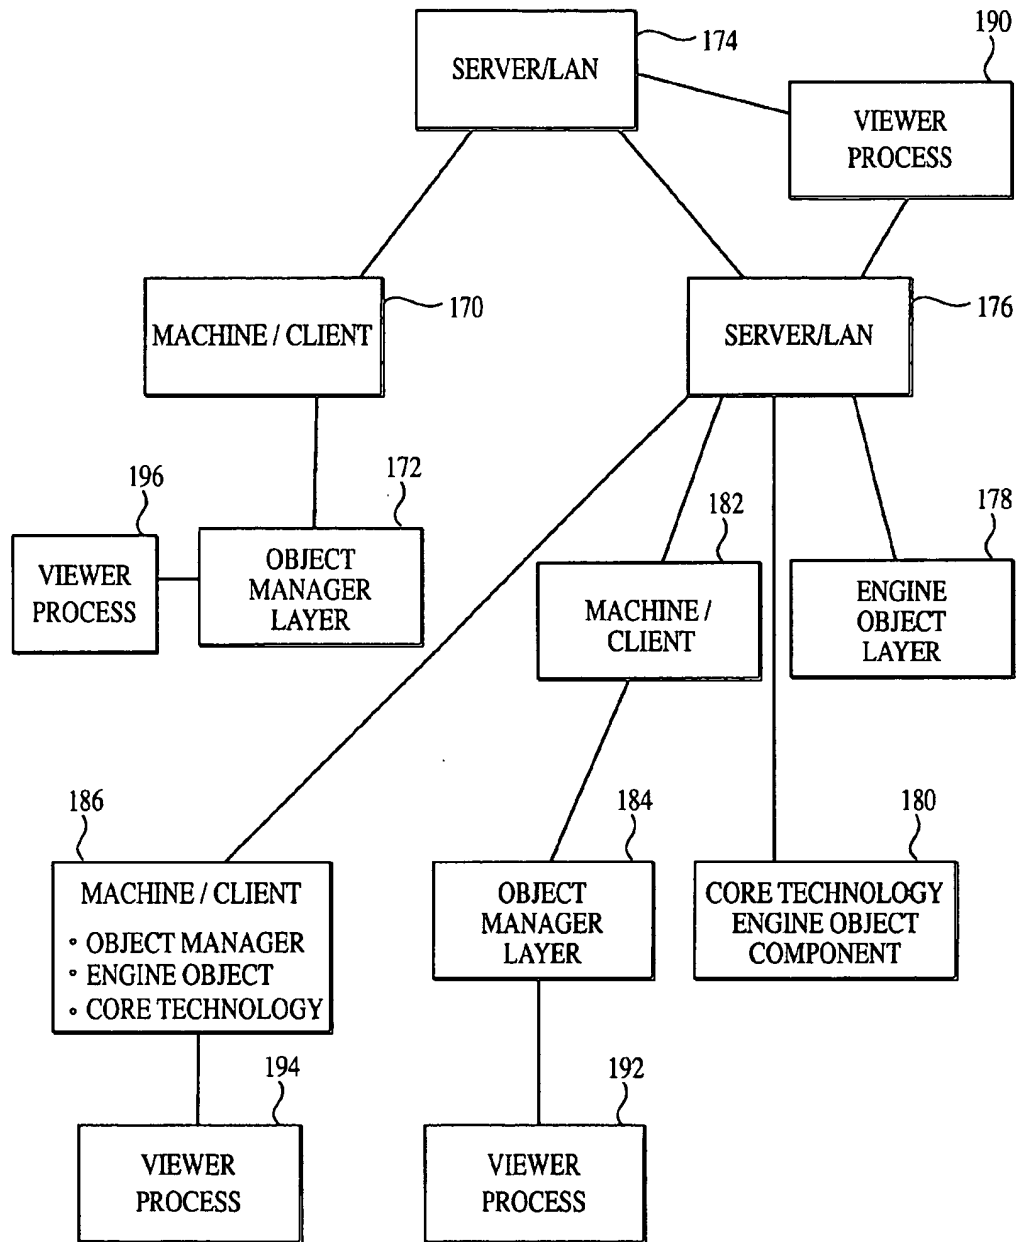 190
174
SERVER/LAN
VIEWER
PROCESS
170
176
MACHINE / CLIENT
SERVER/LAN
196
172
182
178
VIEWER
PROCESS
OBJECT
MANAGER
LAYER
MACHINE /
CLIENT
ENGINE
OBJECT
LAYER
186
184
180
MACHINE / CLIENT
• OBJECT MANAGER
• ENGINE OBJECT
• CORE TECHNOLOGY
OBJECT
MANAGER
LAYER
CORE TECHNOLOGY
ENGINE OBJECT
COMPONENT
194
192
VIEWER
PROCESS
VIEWER
PROCESS